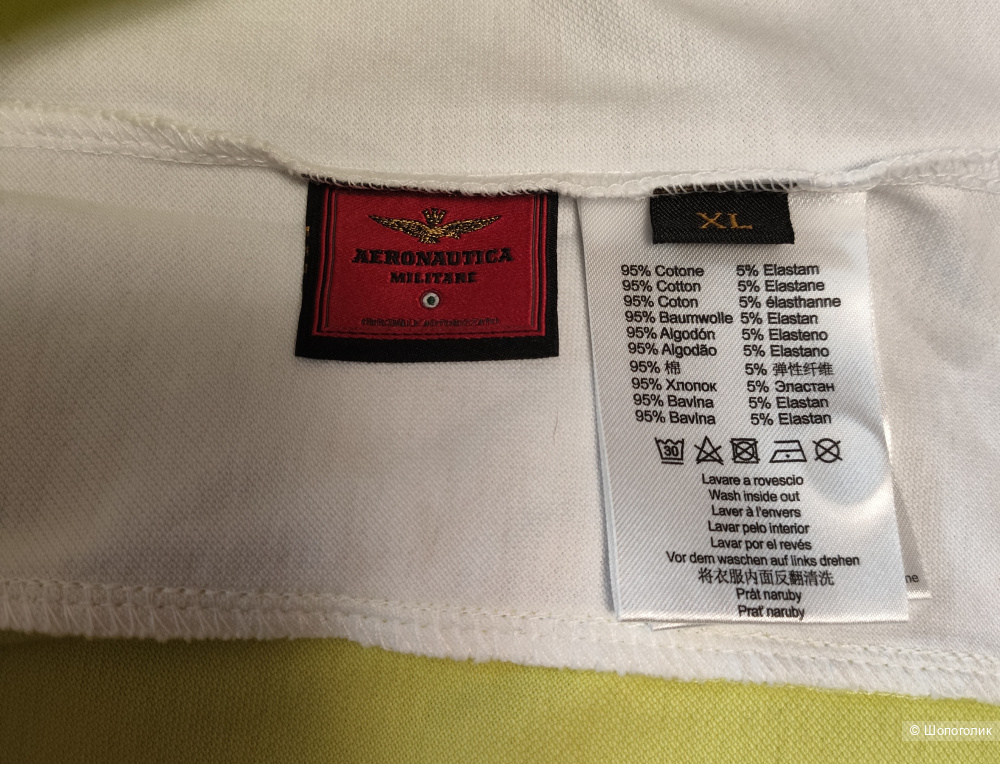 AERONAUTICA
MILITARE
XL
95% Cotone 5% Elastam
95% Cotton 5% Elastane
95% Coton 5% élasthanne
95% Baumwolle 5% Elastan
95% Algodón 5% Elasteno
95% Algodão 5% Elastano
95% 棉 5% 弹性纤维
95% Хлопок 5% Эластан
95% Bavlna 5% Elastan
95% Bavlna 5% Elastan
30
Lavare a rovescio
Wash inside out
Laver à l'envers
Lavar pelo interior
Lavar por el revés
Vor dem waschen auf links drehen
将衣服内面反翻清洗
Prát naruby
Prať naruby
ne
© Шопоголик